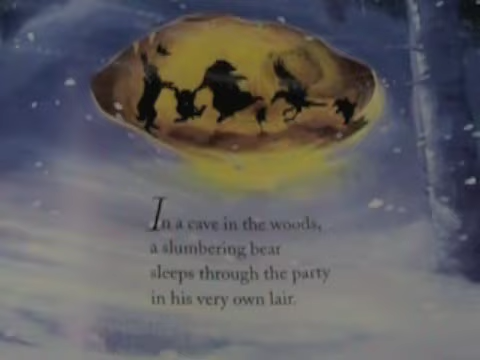 In a cave in the woods,
a slumbering bear
sleeps through the party
in his very own lair.